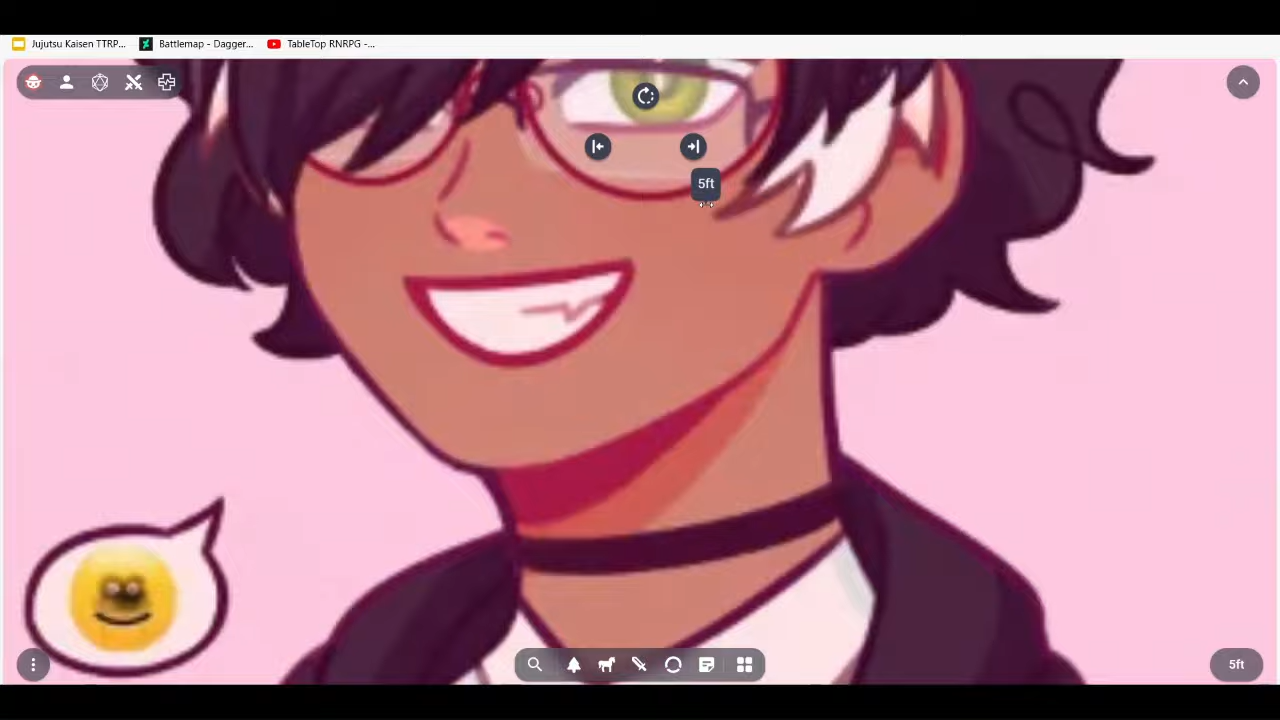 Jujutsu Kaisen TTRP...
Battlemap - Dagger...
TableTop RNRPG -...
5ft
5ft